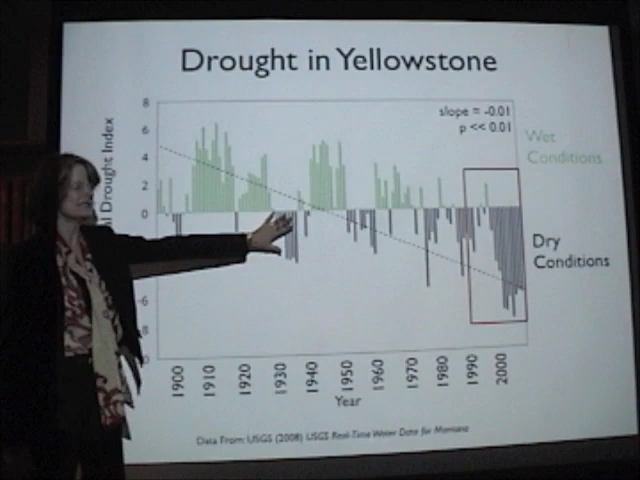 Drought in Yellowstone
slope = -0.01
p << 0.01
Wet
Conditions
Dry
Conditions
l Drought Index
8
6
4
2
0
-6
8
0
1900
1910
1920
1930
1940
1950
1960
1970
1980
1990
2000
Year
Data From: USGS (2008) USGS Real-Time Water Data for Montana